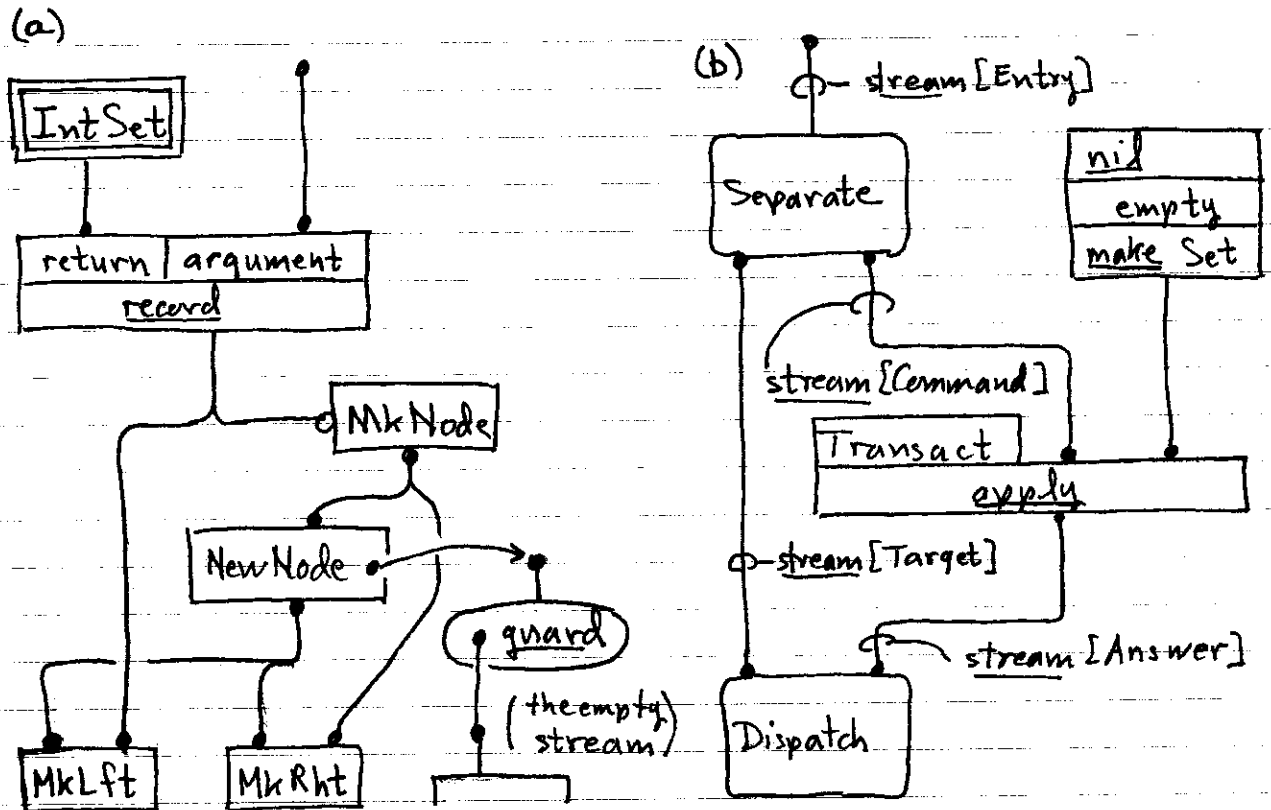 (a)
IntSet
return argument
record
MkNode
NewNode
guard
(the empty
stream)
MkLft
MkRht
(b)
stream [Entry]
Separate
nil
empty
make Set
stream [Command]
Transact
apply
stream [Target]
stream [Answer]
Dispatch